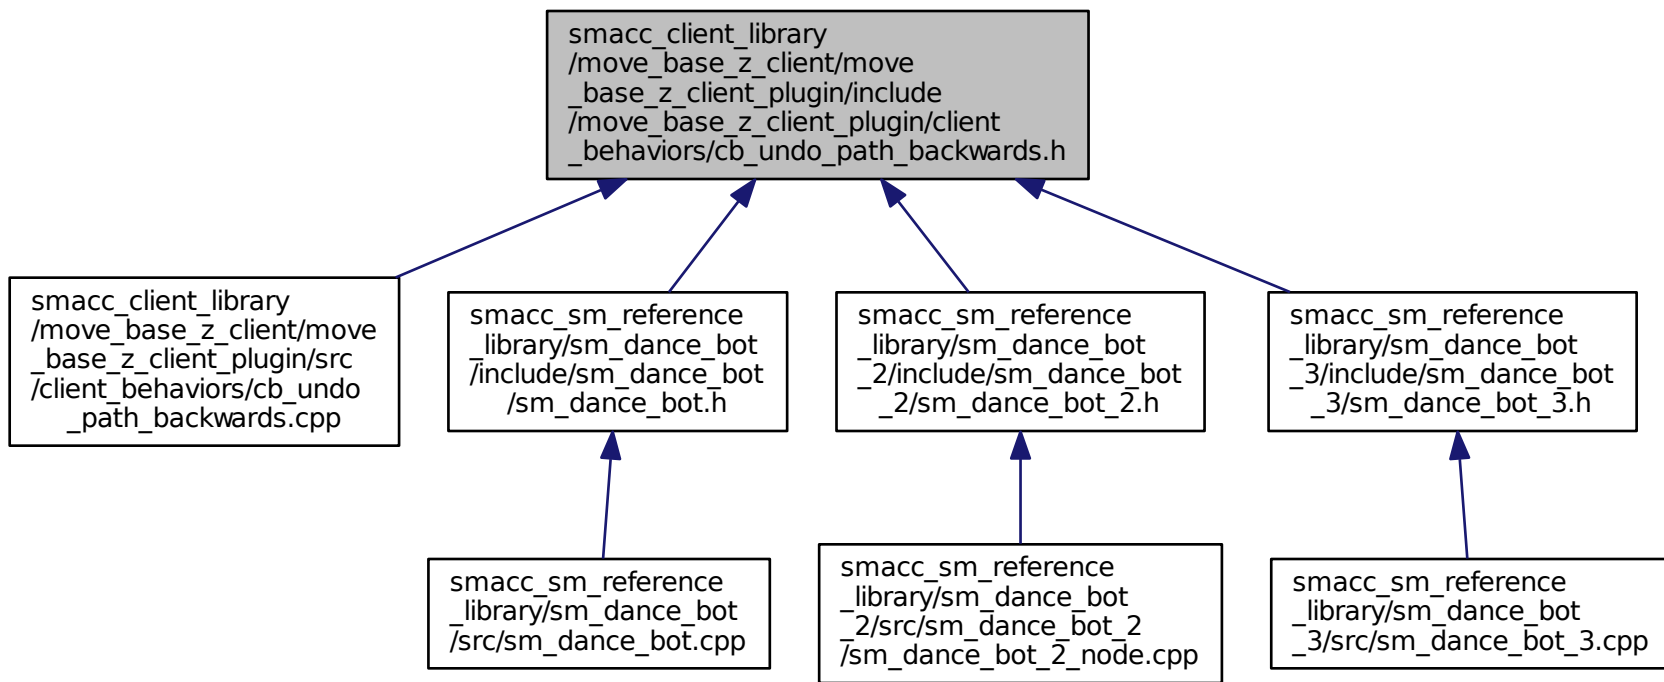 smacc_client_library
/move_base_z_client/move
_base_z_client_plugin/include
/move_base_z_client_plugin/client
_behaviors/cb_undo_path_backwards.h
smacc_client_library
/move_base_z_client/move
_base_z_client_plugin/src
/client_behaviors/cb_undo
_path_backwards.cpp
smacc_sm_reference
_library/sm_dance_bot
/include/sm_dance_bot
/sm_dance_bot.h
smacc_sm_reference
_library/sm_dance_bot
_2/include/sm_dance_bot
_2/sm_dance_bot_2.h
smacc_sm_reference
_library/sm_dance_bot
_3/include/sm_dance_bot
_3/sm_dance_bot_3.h
smacc_sm_reference
_library/sm_dance_bot
/src/sm_dance_bot.cpp
smacc_sm_reference
_library/sm_dance_bot
_2/src/sm_dance_bot_2
/sm_dance_bot_2_node.cpp
smacc_sm_reference
_library/sm_dance_bot
_3/src/sm_dance_bot_3.cpp